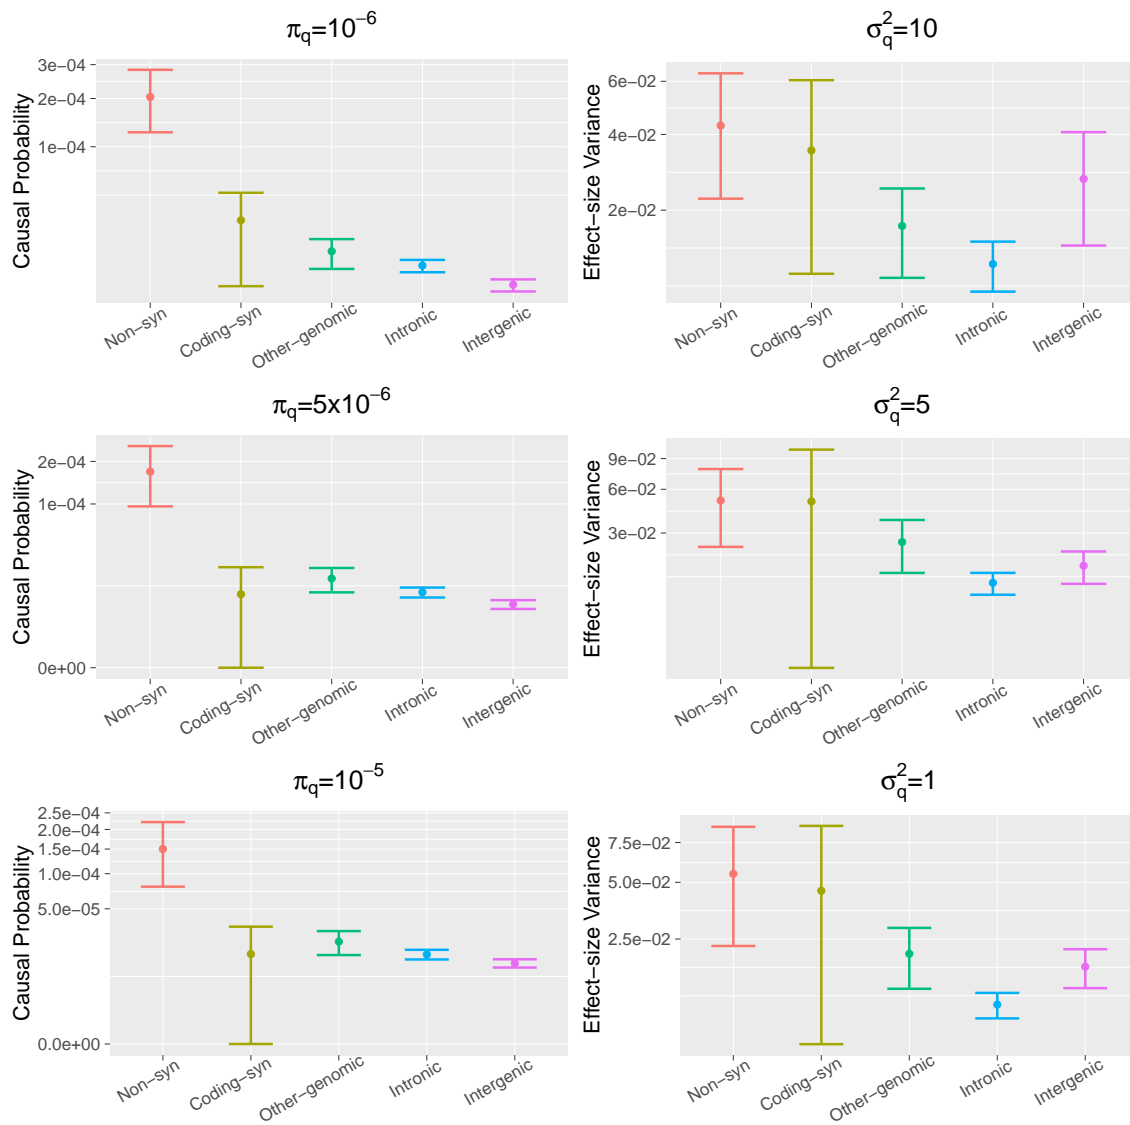 π_q=10^−6
Causal Probability
3e−04
2e−04
1e−04
Non−syn
Coding−syn
Other−genomic
Intronic
Intergenic
σ_q^2=10
Effect−size Variance
6e−02
4e−02
2e−02
Non−syn
Coding−syn
Other−genomic
Intronic
Intergenic
π_q=5x10^−6
Causal Probability
2e−04
1e−04
0e+00
Non−syn
Coding−syn
Other−genomic
Intronic
Intergenic
σ_q^2=5
Effect−size Variance
9e−02
6e−02
3e−02
Non−syn
Coding−syn
Other−genomic
Intronic
Intergenic
π_q=10^−5
Causal Probability
2.5e−04
2.0e−04
1.5e−04
1.0e−04
5.0e−05
0.0e+00
Non−syn
Coding−syn
Other−genomic
Intronic
Intergenic
σ_q^2=1
Effect−size Variance
7.5e−02
5.0e−02
2.5e−02
Non−syn
Coding−syn
Other−genomic
Intronic
Intergenic